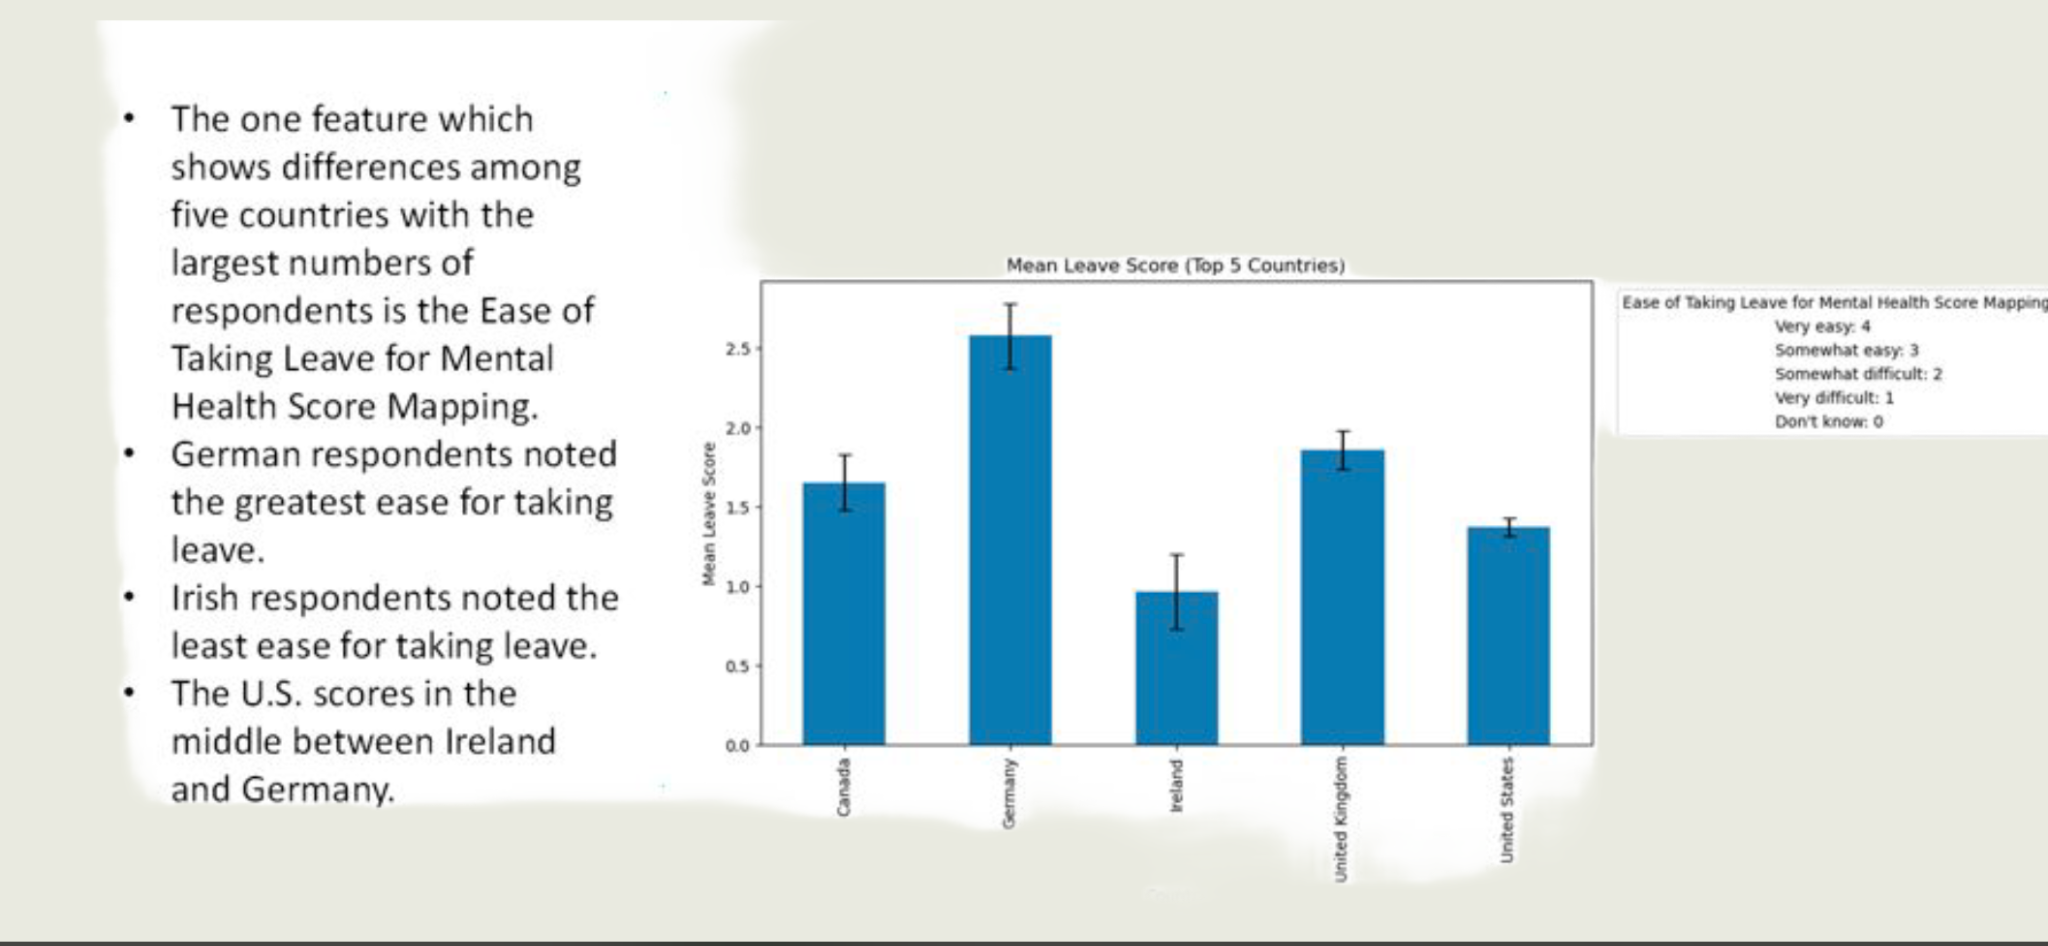 • The one feature which
shows differences among
five countries with the
largest numbers of
respondents is the Ease of
Taking Leave for Mental
Health Score Mapping.
• German respondents noted
the greatest ease for taking
leave.
• Irish respondents noted the
least ease for taking leave.
• The U.S. scores in the
middle between Ireland
and Germany.
Mean Leave Score (Top 5 Countries)
Mean Leave Score
2.5
2.0
1.5
1.0
0.5
0.0
Canada
Germany
Ireland
United Kingdom
United States
Ease of Taking Leave for Mental Health Score Mapping
Very easy: 4
Somewhat easy: 3
Somewhat difficult: 2
Very difficult: 1
Don't know: 0